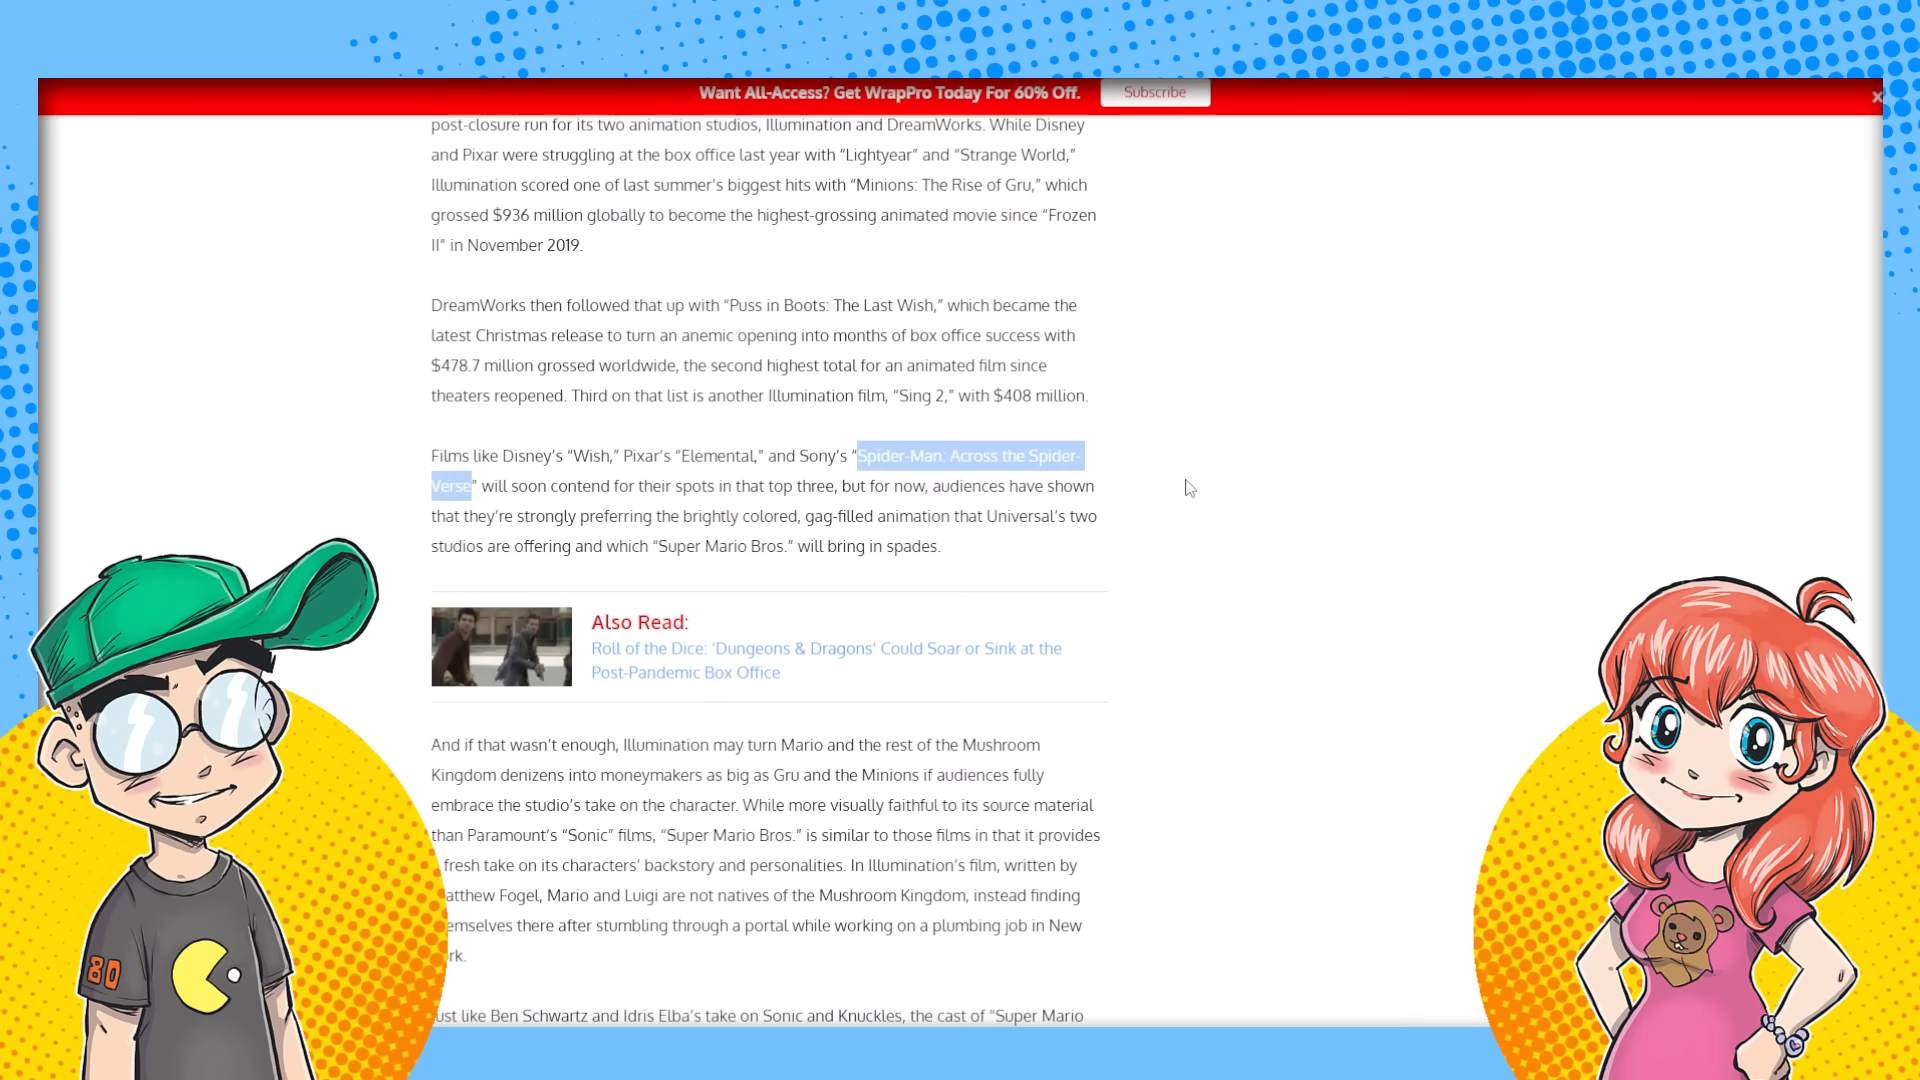 Want All-Access? Get WrapPro Today For 60% Off.
Subscribe
×
post-closure run for its two animation studios, Illumination and DreamWorks. While Disney
and Pixar were struggling at the box office last year with “Lightyear” and “Strange World,”
Illumination scored one of last summer’s biggest hits with “Minions: The Rise of Gru,” which
grossed $936 million globally to become the highest-grossing animated movie since “Frozen
II” in November 2019.
DreamWorks then followed that up with “Puss in Boots: The Last Wish,” which became the
latest Christmas release to turn an anemic opening into months of box office success with
$478.7 million grossed worldwide, the second highest total for an animated film since
theaters reopened. Third on that list is another Illumination film, “Sing 2,” with $408 million.
Films like Disney’s “Wish,” Pixar’s “Elemental,” and Sony’s “Spider-Man: Across the Spider-
Verse” will soon contend for their spots in that top three, but for now, audiences have shown
that they’re strongly preferring the brightly colored, gag-filled animation that Universal’s two
studios are offering and which “Super Mario Bros.” will bring in spades.
Also Read:
Roll of the Dice: ‘Dungeons & Dragons’ Could Soar or Sink at the
Post-Pandemic Box Office
And if that wasn’t enough, Illumination may turn Mario and the rest of the Mushroom
Kingdom denizens into moneymakers as big as Gru and the Minions if audiences fully
embrace the studio’s take on the character. While more visually faithful to its source material
than Paramount’s “Sonic” films, “Super Mario Bros.” is similar to those films in that it provides
fresh take on its characters’ backstory and personalities. In Illumination’s film, written by
atthew Fogel, Mario and Luigi are not natives of the Mushroom Kingdom, instead finding
emselves there after stumbling through a portal while working on a plumbing job in New
rk.
ust like Ben Schwartz and Idris Elba’s take on Sonic and Knuckles, the cast of “Super Mario
80